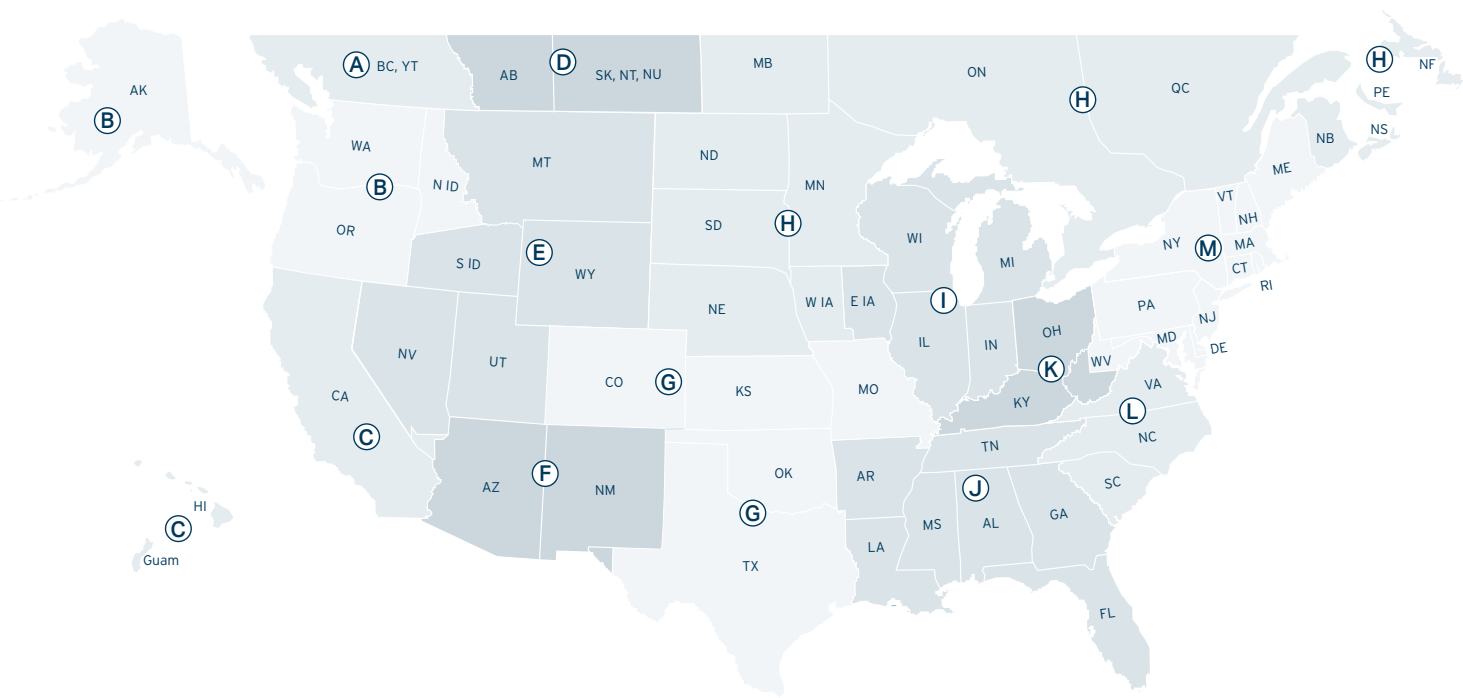 A BC, YT
AB
D
SK, NT, NU
MB
ON
H
QC
H
NF
PE
NS
NB
AK
B
WA
B
N ID
OR
MT
ND
MN
SD
H
E
S ID
WY
NE
W IA
E IA
WI
MI
I
IL
IN
OH
K
KY
WV
ME
VT
NH
NY
M
MA
CT
RI
PA
NJ
MD
DE
VA
L
NC
NV
UT
CO
G
KS
MO
CA
C
AZ
F
NM
OK
G
TX
AR
LA
TN
J
MS
AL
GA
SC
FL
HI
C
Guam